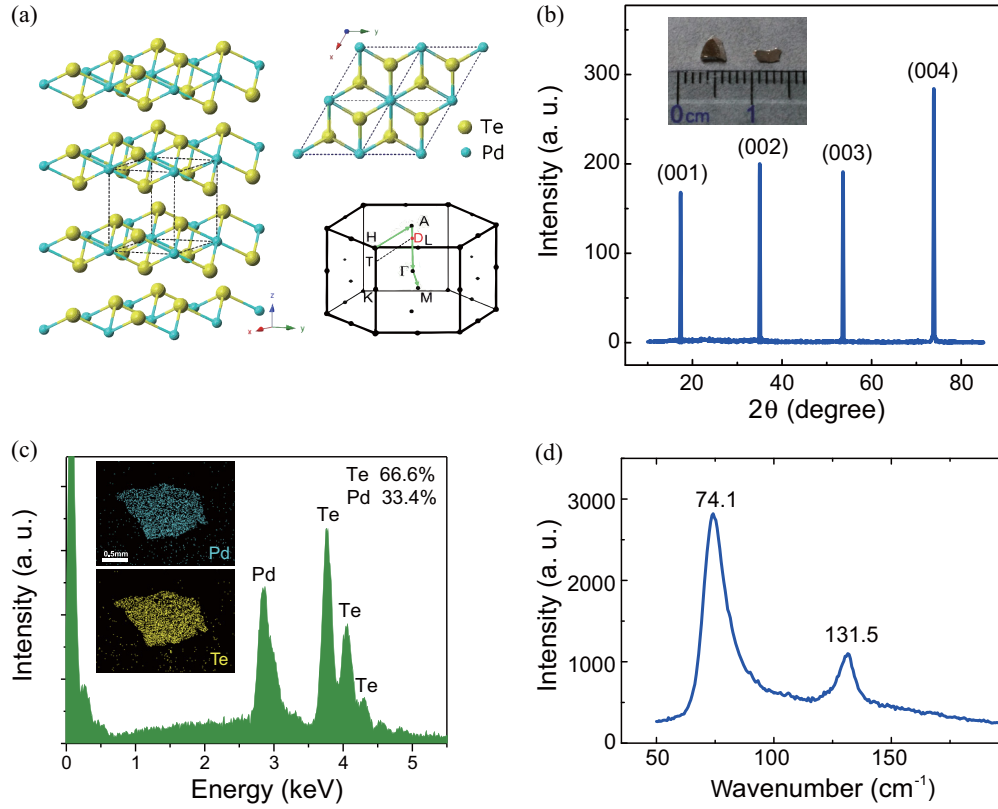 (a)
y
x
Te
Pd
A
H
D
L
T
Γ
K
M
z
x
y
(b)
Intensity (a. u.)
300
200
100
0
0cm
1
(001)
(002)
(003)
(004)
20
40
60
80
2θ (degree)
(c)
Intensity (a. u.)
0.5mm
Pd
Te
Te 66.6%
Pd 33.4%
Pd
Te
Te
Te
0
1
2
3
4
5
Energy (keV)
(d)
Intensity (a. u.)
3000
2000
1000
0
74.1
131.5
50
100
150
Wavenumber (cm⁻¹)